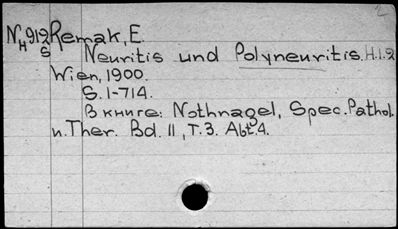 2
N H 919 S Remak, E.
Neuritis und Polyneuritis. H.1.2
Wien, 1900.
S. 1-714.
В книге: Nothnagel, Spec. Pathol.
u. Ther. Bd. II, T. 3. Abt. 4.